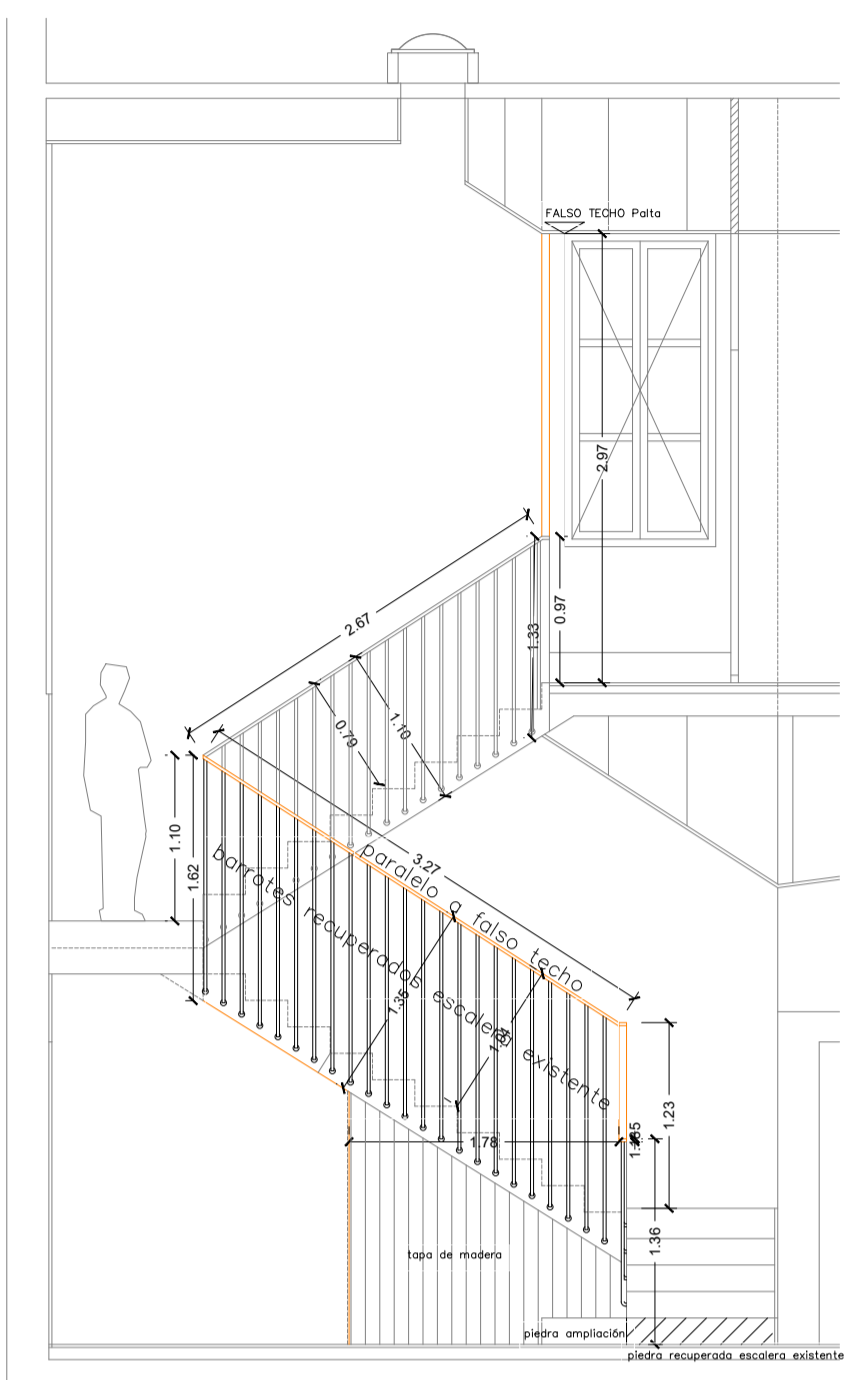 FALSO TECHO Palta
2.97
0.97
1.33
2.67
0.79
1.10
1.10
1.62
3.27
paralelo a falso techo
barrotes recuperados escalera existente
1.35
1.23
1.78
1.36
tapa de madera
piedra ampliación
piedra recuperada escalera existente